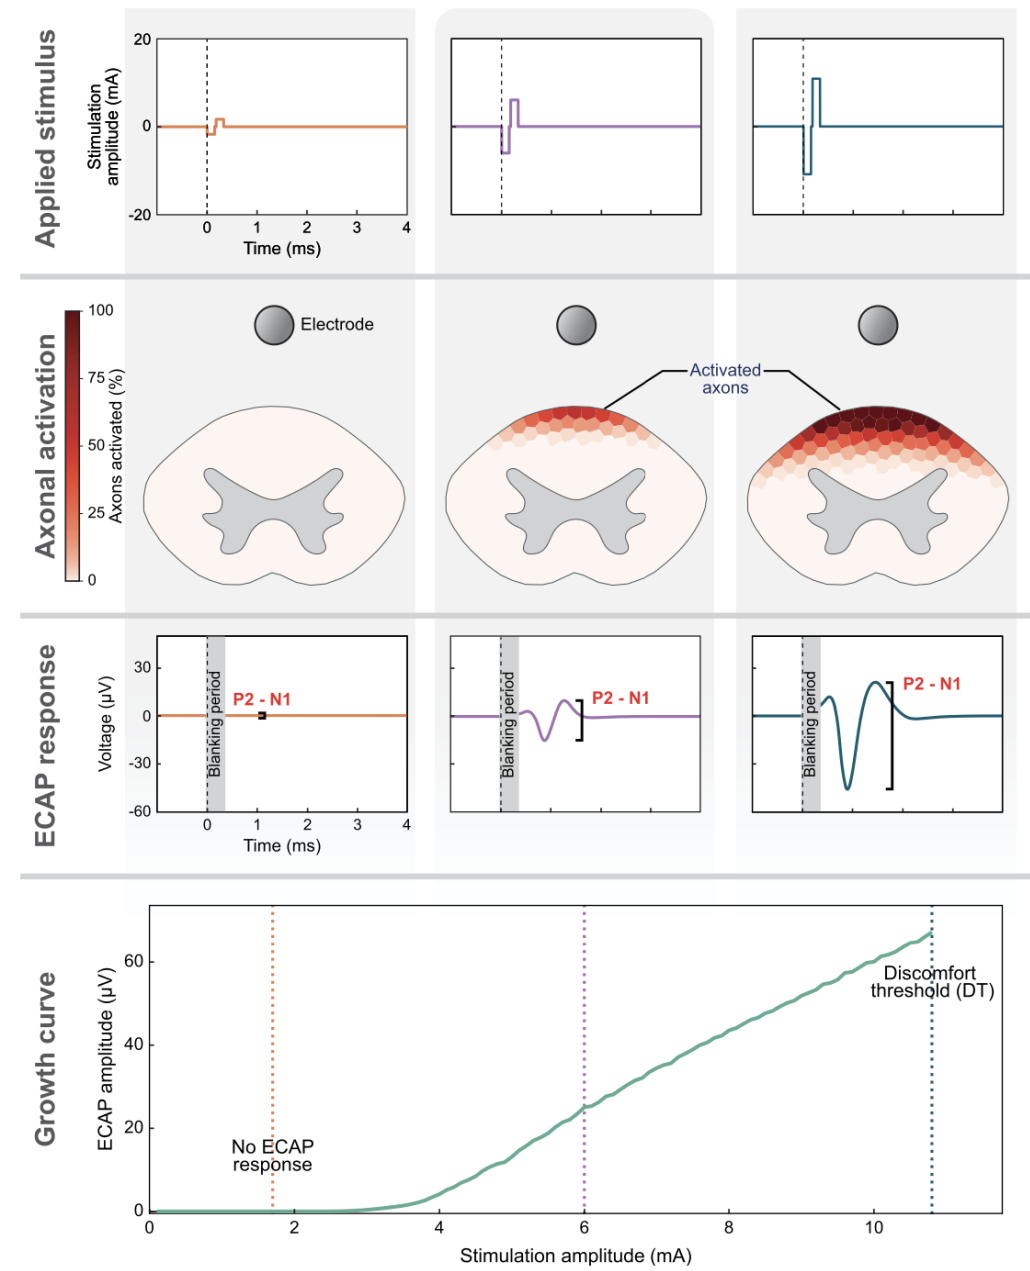 Applied stimulus
Stimulation
amplitude (mA)
20
0
-20
0 1 2 3 4
Time (ms)
Axonal activation
100
75
50
25
0
Axons activated (%)
Electrode
Activated
axons
ECAP response
Voltage (µV)
30
0
-30
-60
Blanking period
P2 - N1
0 1 2 3 4
Time (ms)
Blanking period
P2 - N1
Blanking period
P2 - N1
Growth curve
ECAP amplitude (µV)
60
40
20
0
No ECAP
response
Discomfort
threshold (DT)
0 2 4 6 8 10
Stimulation amplitude (mA)